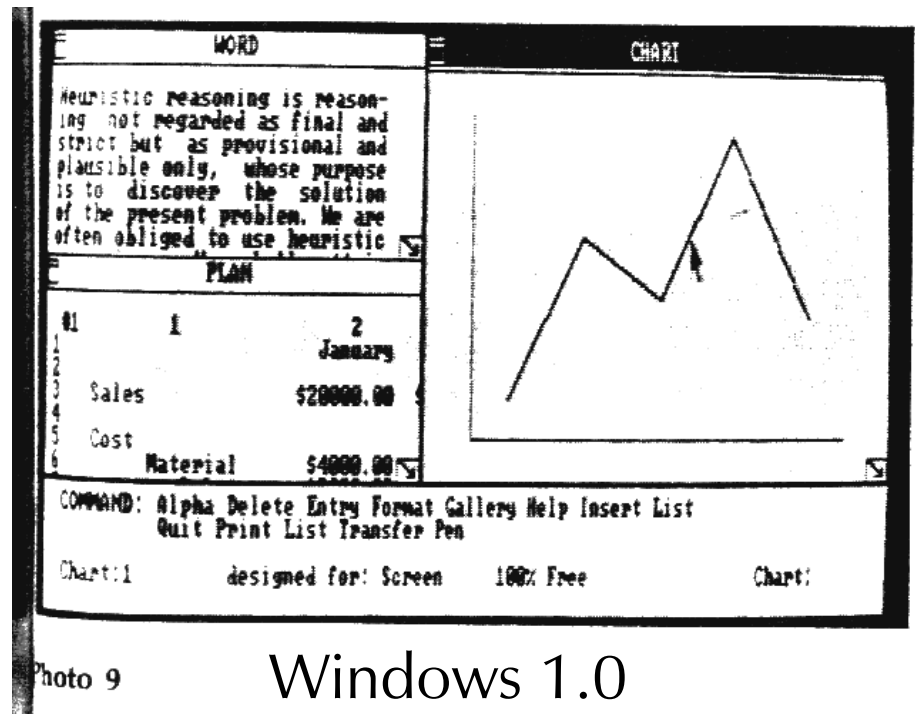 WORD
Heuristic reasoning is reason-
ing not regarded as final and
strict but as provisional and
plausible only, whose purpose
is to discover the solution
of the present problem. We are
often obliged to use heuristic
PLAN
#1 1 2
1 January
2
3 Sales $20000.00
4
5 Cost
6 Material $4000.00
CHART
COMMAND: Alpha Delete Entry Format Gallery Help Insert List
Quit Print List Transfer Pen
Chart:1 designed for: Screen 100% Free Chart:
Photo 9
Windows 1.0